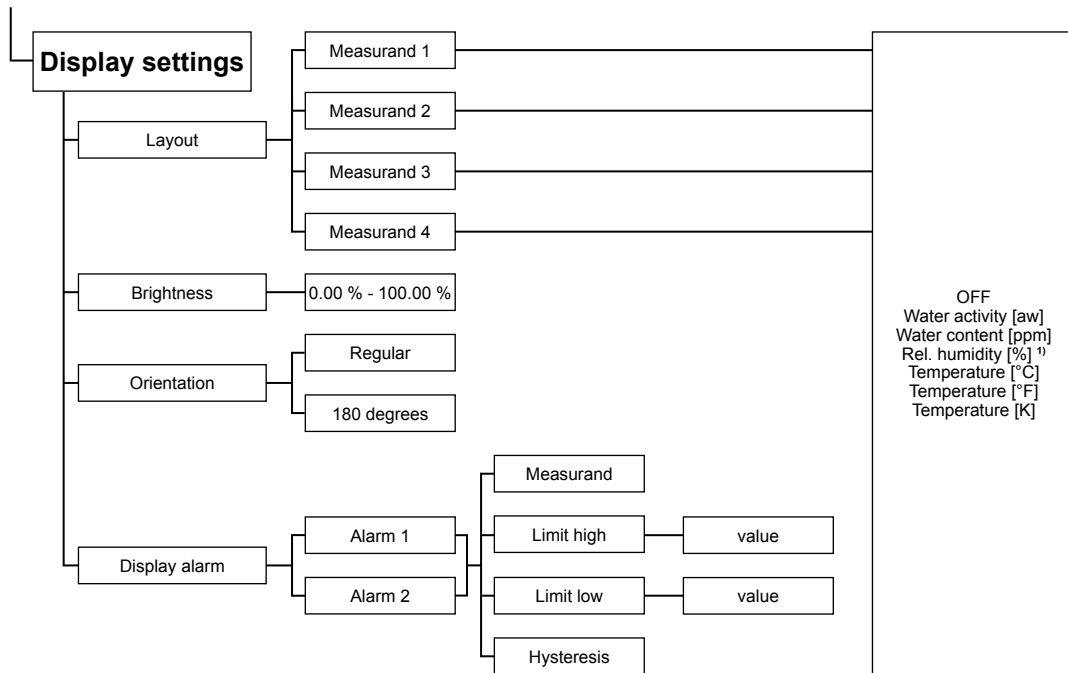 Display settings
Layout
Measurand 1
Measurand 2
Measurand 3
Measurand 4
Brightness
0.00 % - 100.00 %
Orientation
Regular
180 degrees
Display alarm
Alarm 1
Alarm 2
Measurand
Limit high
value
Limit low
value
Hysteresis
OFF
Water activity [aw]
Water content [ppm]
Rel. humidity [%] ¹⁾
Temperature [°C]
Temperature [°F]
Temperature [K]